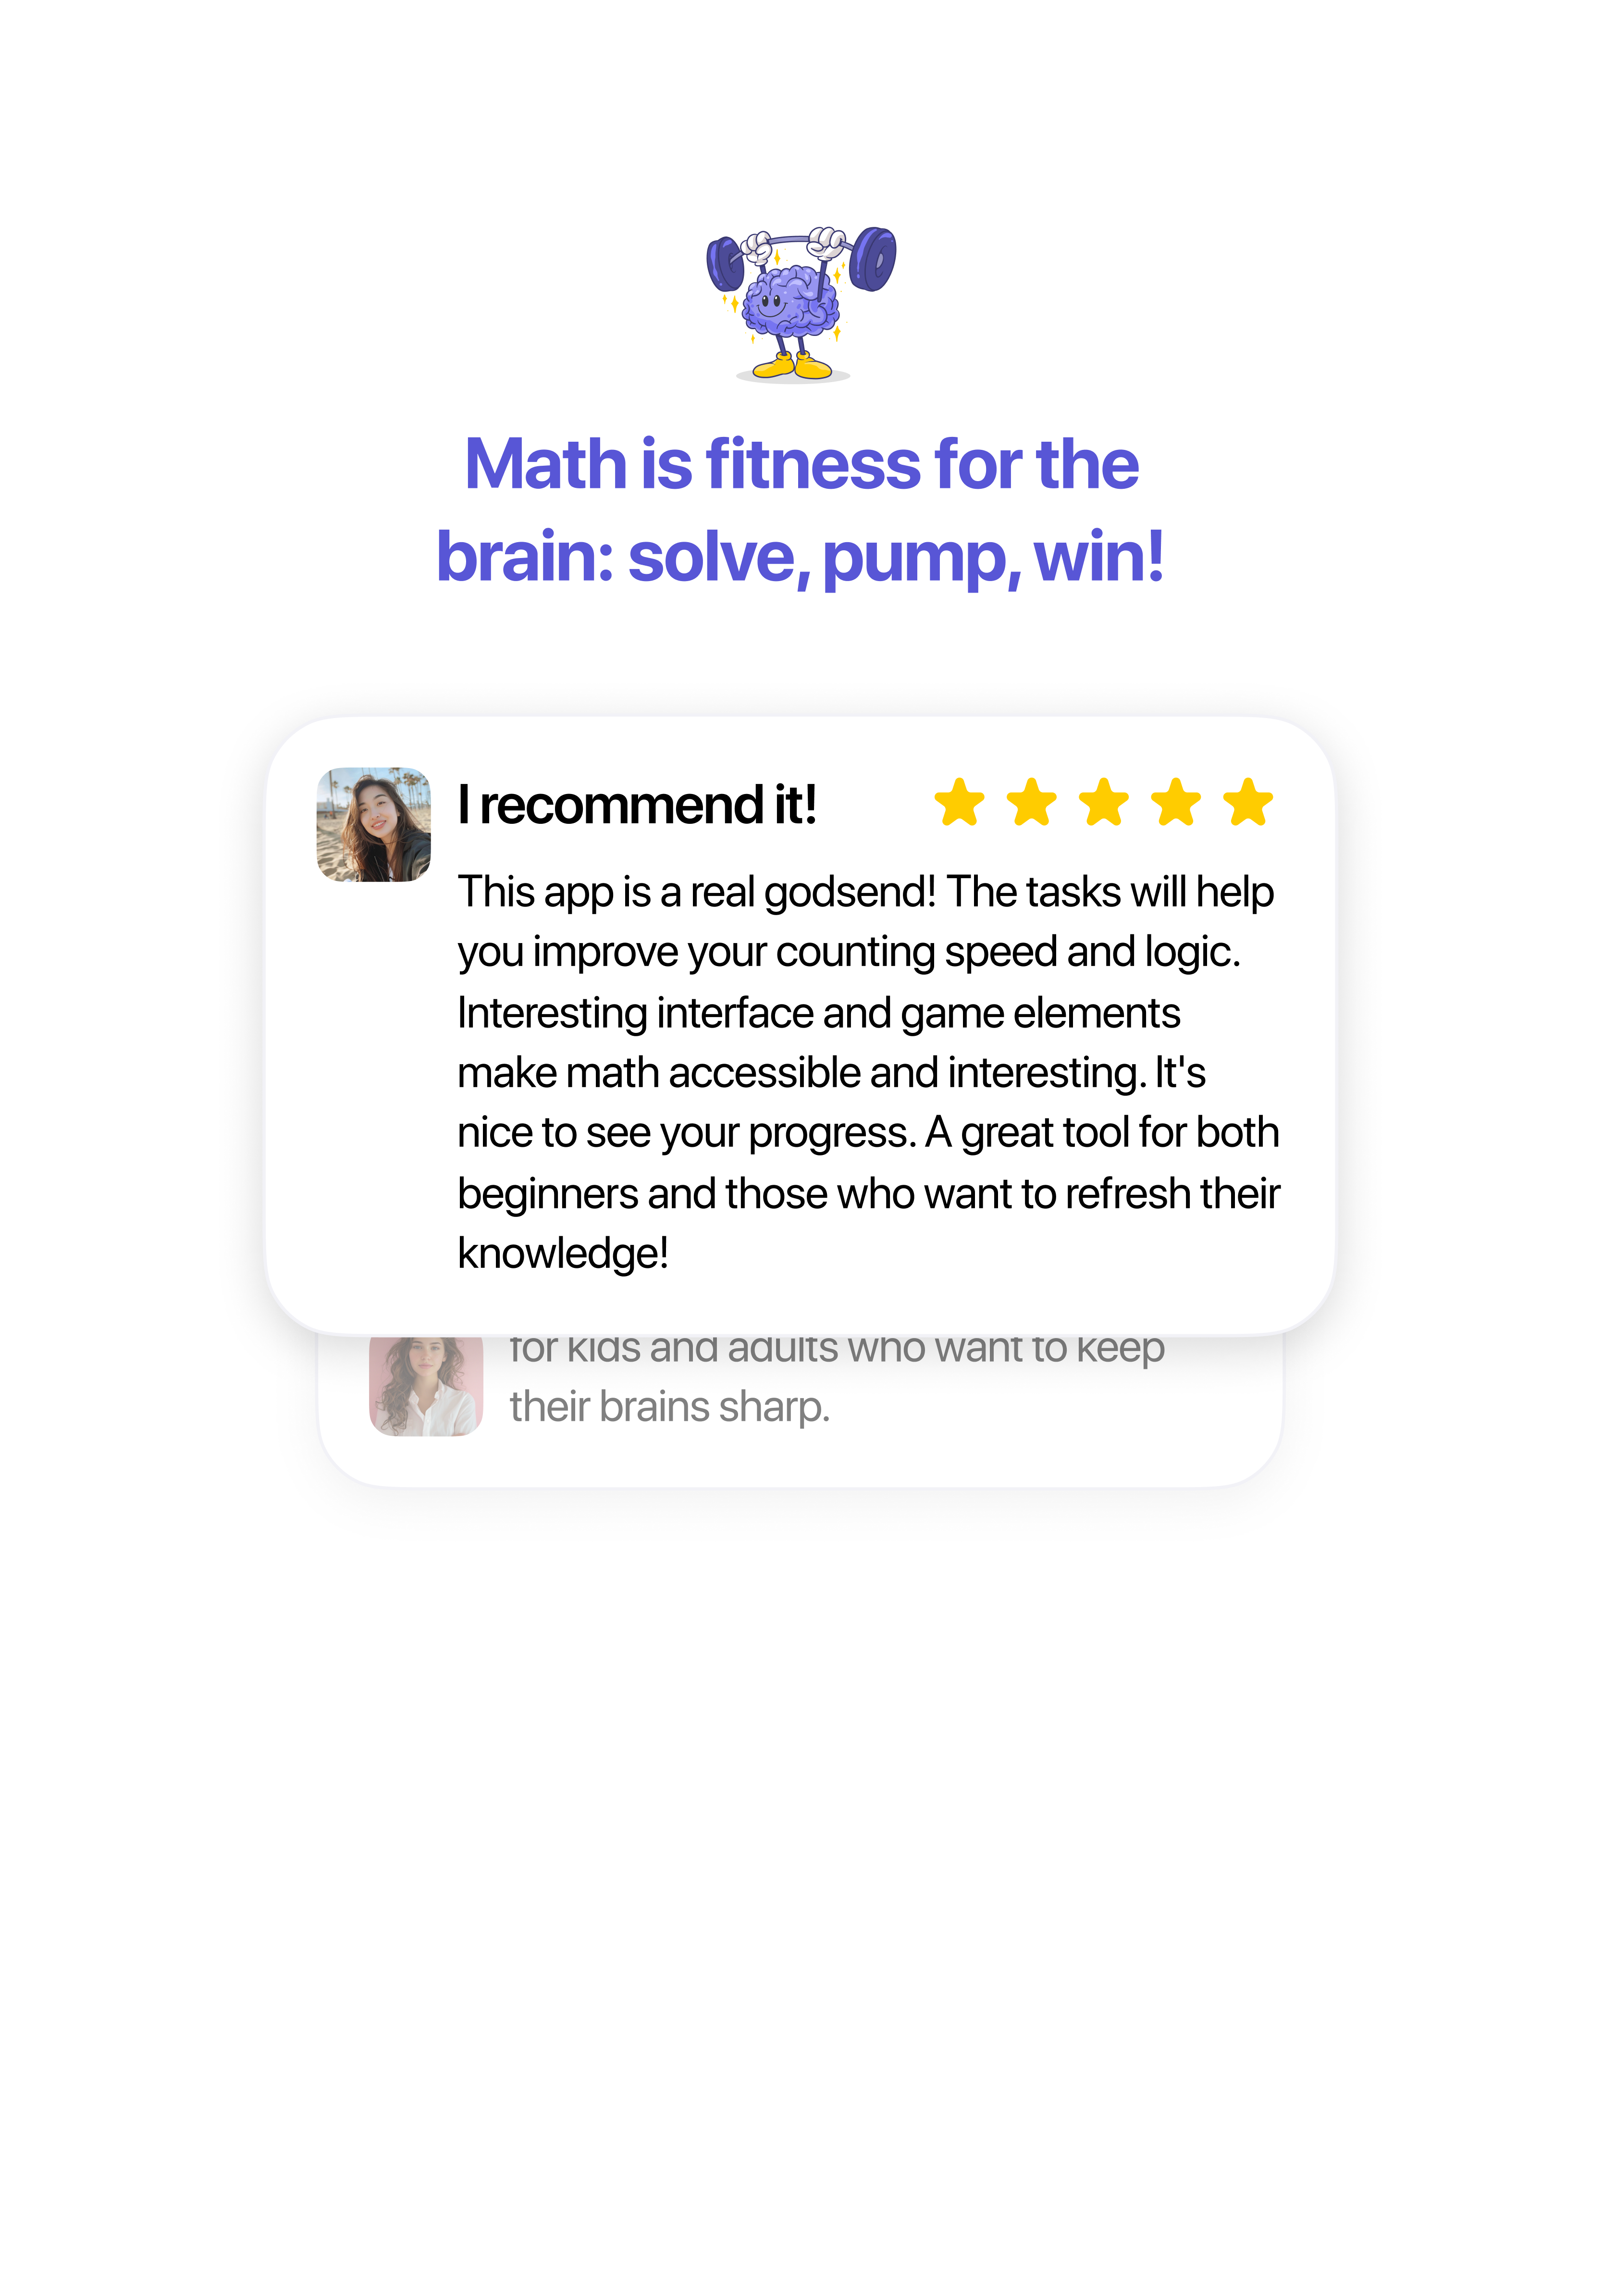 Math is fitness for the
brain: solve, pump, win!
I recommend it!
This app is a real godsend! The tasks will help
you improve your counting speed and logic.
Interesting interface and game elements
make math accessible and interesting. It's
nice to see your progress. A great tool for both
beginners and those who want to refresh their
knowledge!
for kids and adults who want to keep
their brains sharp.